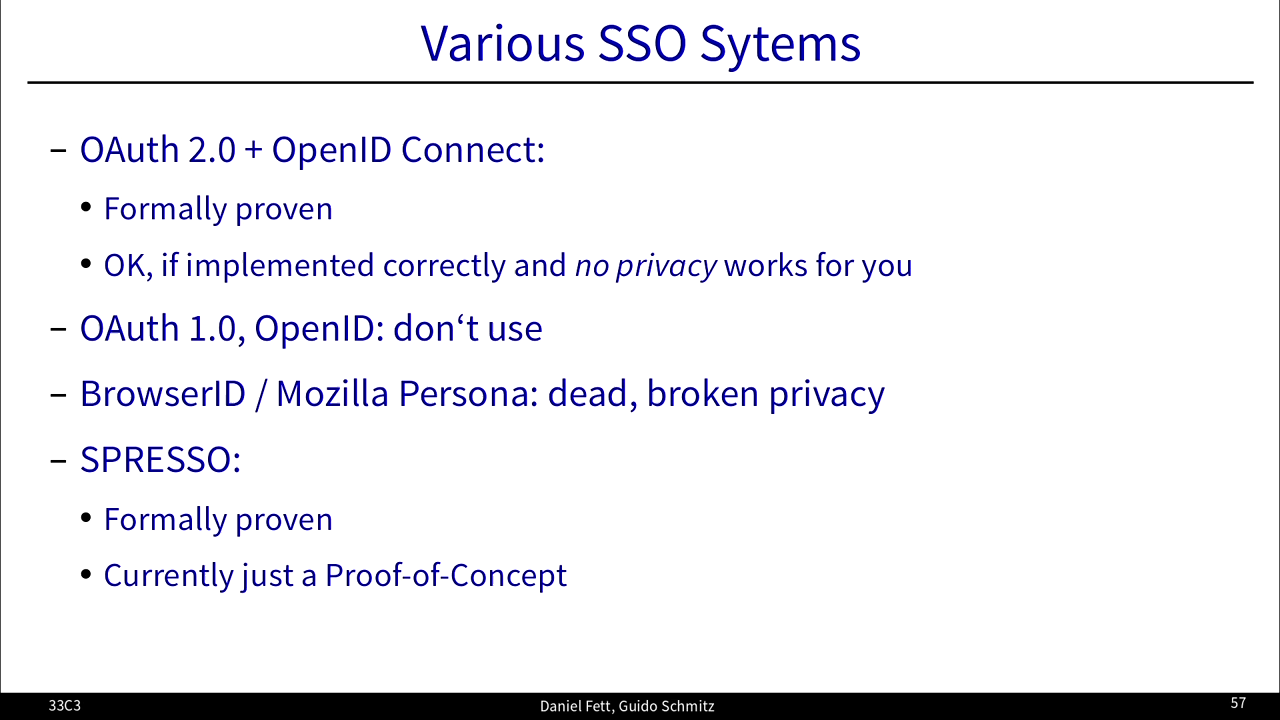 Various SSO Sytems
– OAuth 2.0 + OpenID Connect:
• Formally proven
• OK, if implemented correctly and no privacy works for you
– OAuth 1.0, OpenID: don‘t use
– BrowserID / Mozilla Persona: dead, broken privacy
– SPRESSO:
• Formally proven
• Currently just a Proof-of-Concept
33C3
Daniel Fett, Guido Schmitz
57